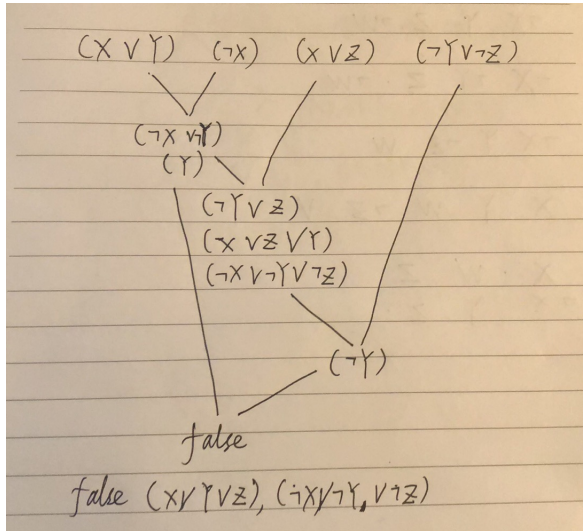 (X ∨ Y) (¬X) (X ∨ Z) (¬Y ∨ ¬Z)
(¬X ∨ ¬Y)
(Y)
(¬Y ∨ Z)
(¬X ∨ Z ∨ Y)
(¬X ∨ ¬Y ∨ ¬Z)
(¬Y)
false
false (X ∨ Y ∨ Z), (¬X ∨ ¬Y, ∨ ¬Z)